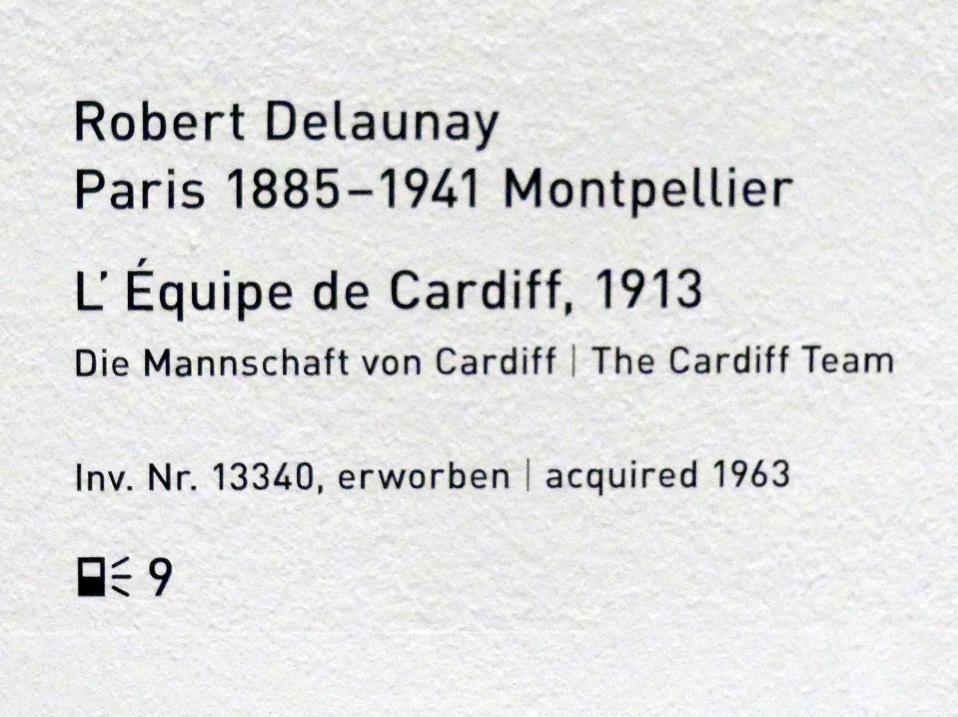 Robert Delaunay
Paris 1885–1941 Montpellier
L’ Équipe de Cardiff, 1913
Die Mannschaft von Cardiff | The Cardiff Team
Inv. Nr. 13340, erworben | acquired 1963
9